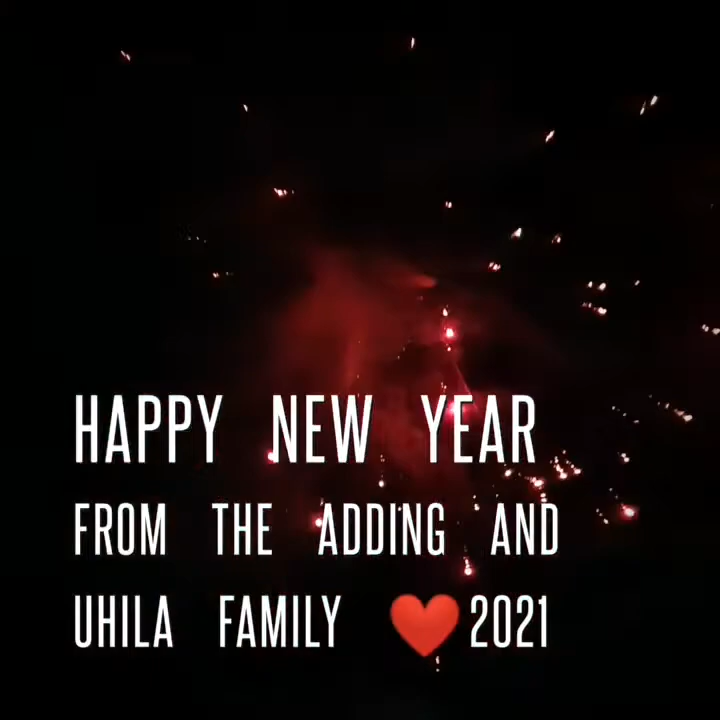 HAPPY NEW YEAR
FROM THE ADDING AND
UHILA FAMILY ❤️2021